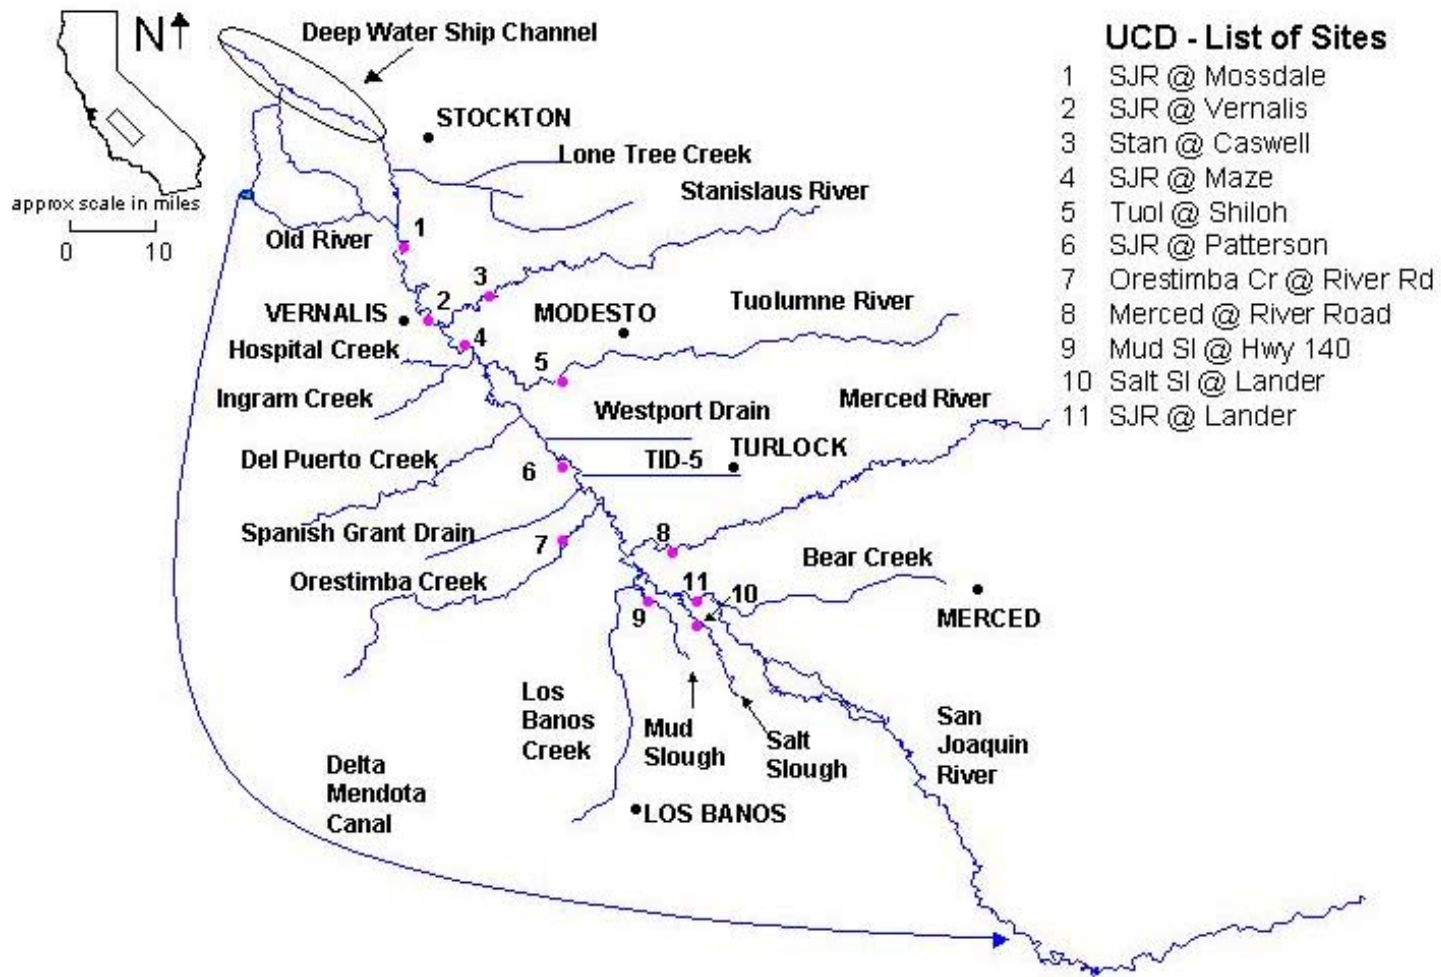 N
Deep Water Ship Channel
UCD - List of Sites
1 SJR @ Mossdale
2 SJR @ Vernalis
3 Stan @ Caswell
4 SJR @ Maze
5 Tuol @ Shiloh
6 SJR @ Patterson
7 Orestimba Cr @ River Rd
8 Merced @ River Road
9 Mud Sl @ Hwy 140
10 Salt Sl @ Lander
11 SJR @ Lander
STOCKTON
Lone Tree Creek
Stanislaus River
approx scale in miles
0 10
Old River
1
3
2
VERNALIS
MODESTO
Tuolumne River
Hospital Creek
4
5
Ingram Creek
Westport Drain
Merced River
Del Puerto Creek
6
TID-5
TURLOCK
Spanish Grant Drain
7
8
Orestimba Creek
Bear Creek
11
10
9
MERCED
Los
Banos
Creek
Mud
Slough
Salt
Slough
San
Joaquin
River
Delta
Mendota
Canal
LOS BANOS